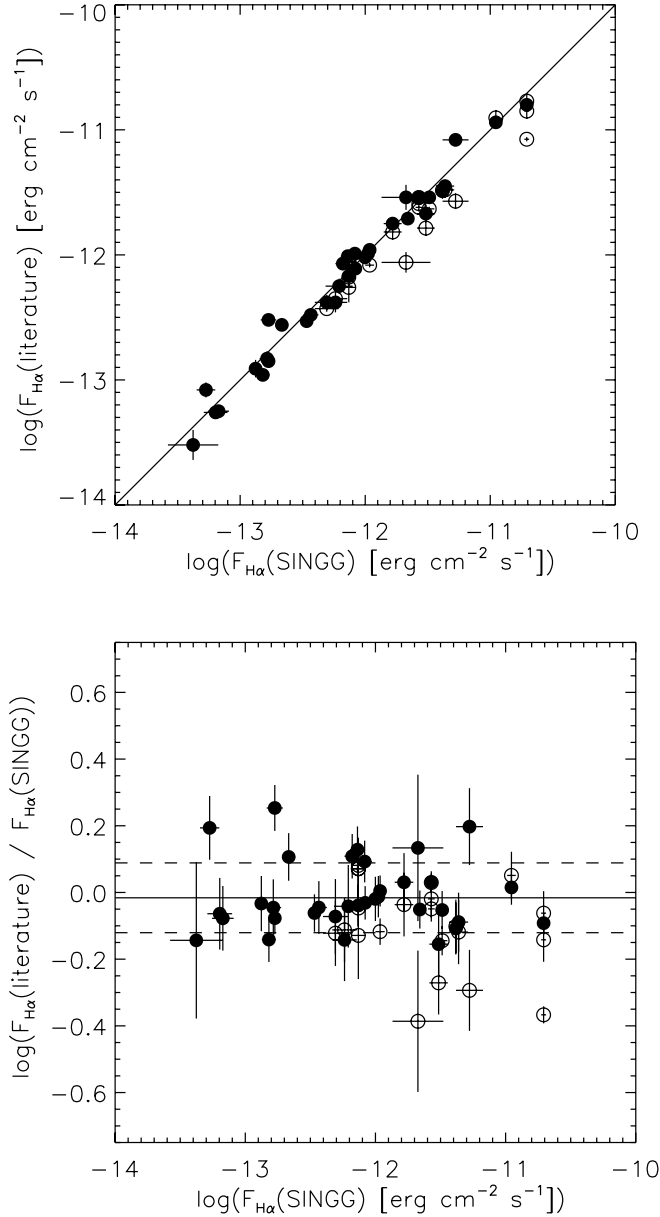 −10
−11
−12
−13
−14
log(F_Hα(literature) [erg cm⁻² s⁻¹]
−14 −13 −12 −11 −10
log(F_Hα(SINGG) [erg cm⁻² s⁻¹])
0.6
0.4
0.2
0.0
−0.2
−0.4
−0.6
log(F_Hα(literature) / F_Hα(SINGG))
−14 −13 −12 −11 −10
log(F_Hα(SINGG) [erg cm⁻² s⁻¹])